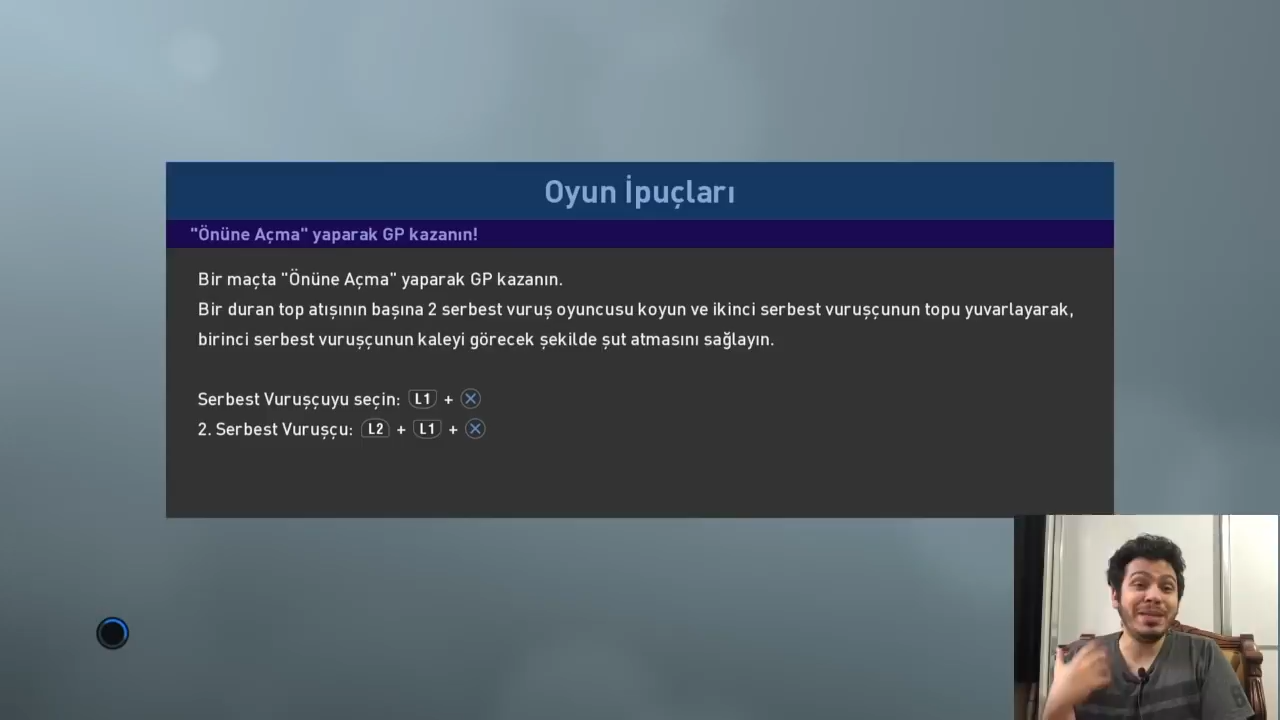 Oyun İpuçları
"Önüne Açma" yaparak GP kazanın!
Bir maçta "Önüne Açma" yaparak GP kazanın.
Bir duran top atışının başına 2 serbest vuruş oyuncusu koyun ve ikinci serbest vuruşçunun topu yuvarlayarak,
birinci serbest vuruşçunun kaleyi görecek şekilde şut atmasını sağlayın.
Serbest Vuruşçuyu seçin: L1 + ⓧ
2. Serbest Vuruşçu: L2 + L1 + ⓧ